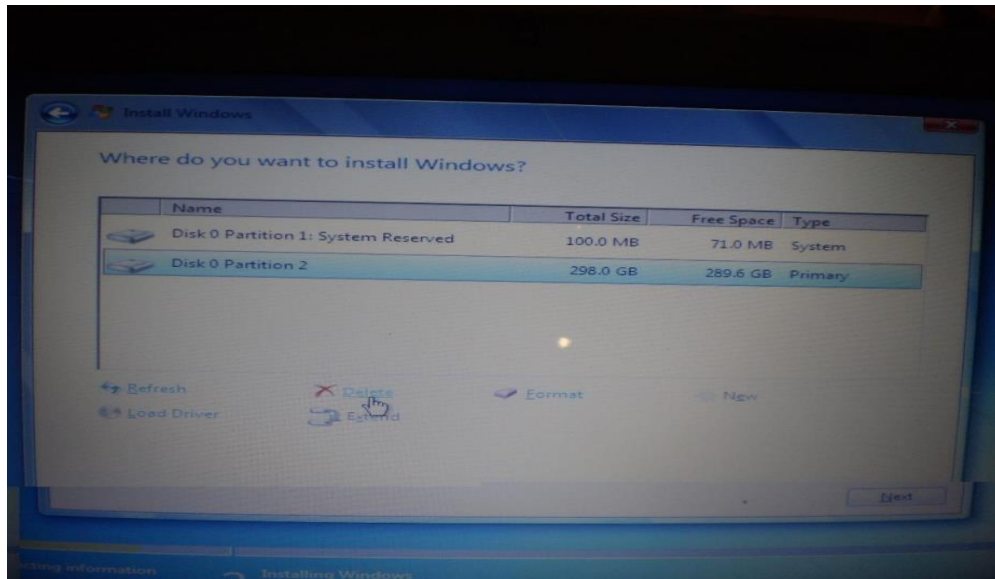 Install Windows
Where do you want to install Windows?
Name Total Size Free Space Type
Disk 0 Partition 1: System Reserved 100.0 MB 71.0 MB System
Disk 0 Partition 2 298.0 GB 289.6 GB Primary
Refresh Delete Format New
Load Driver Extend
Next
information Installing Windows